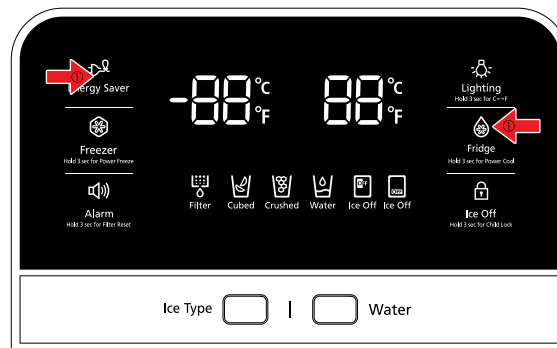 ①
Energy Saver
-88 °C °F
88 °C °F
Lighting
Hold 3 sec for C↔F
Freezer
Hold 3 sec for Power Freeze
①
Fridge
Hold 3 sec for Power Cool
Alarm
Hold 3 sec for Filter Reset
Filter
Cubed
Crushed
Water
OFF
Ice Off
OFF
Ice Off
Ice Off
Hold 3 sec for Child Lock
Ice Type
Water